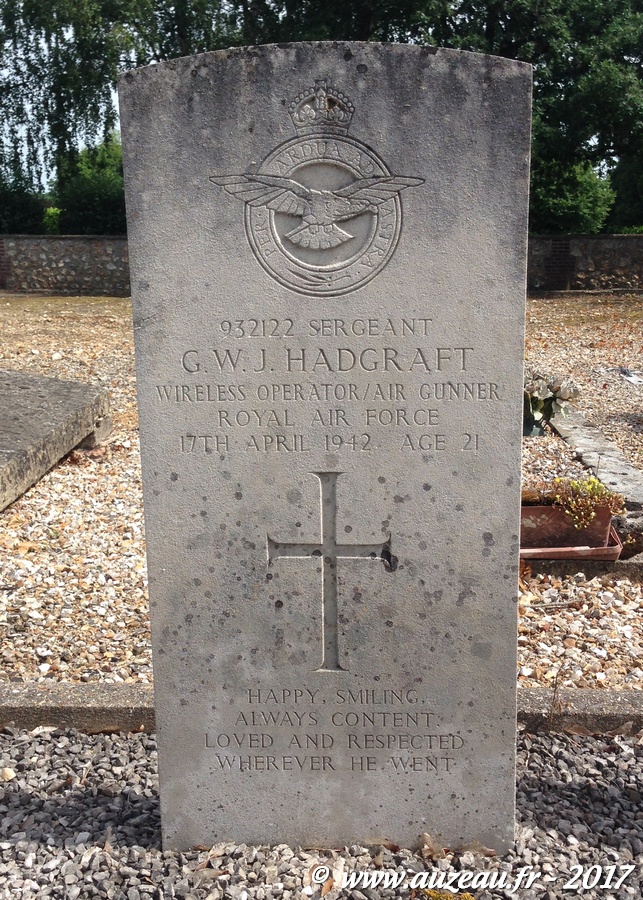 PER ARDUA AD ASTRA
932122 SERGEANT
G. W. J. HADGRAFT
WIRELESS OPERATOR/AIR GUNNER
ROYAL AIR FORCE
17TH APRIL 1942 AGE 21
HAPPY, SMILING,
ALWAYS CONTENT,
LOVED AND RESPECTED
WHEREVER HE WENT
© www.auzeau.fr - 2017